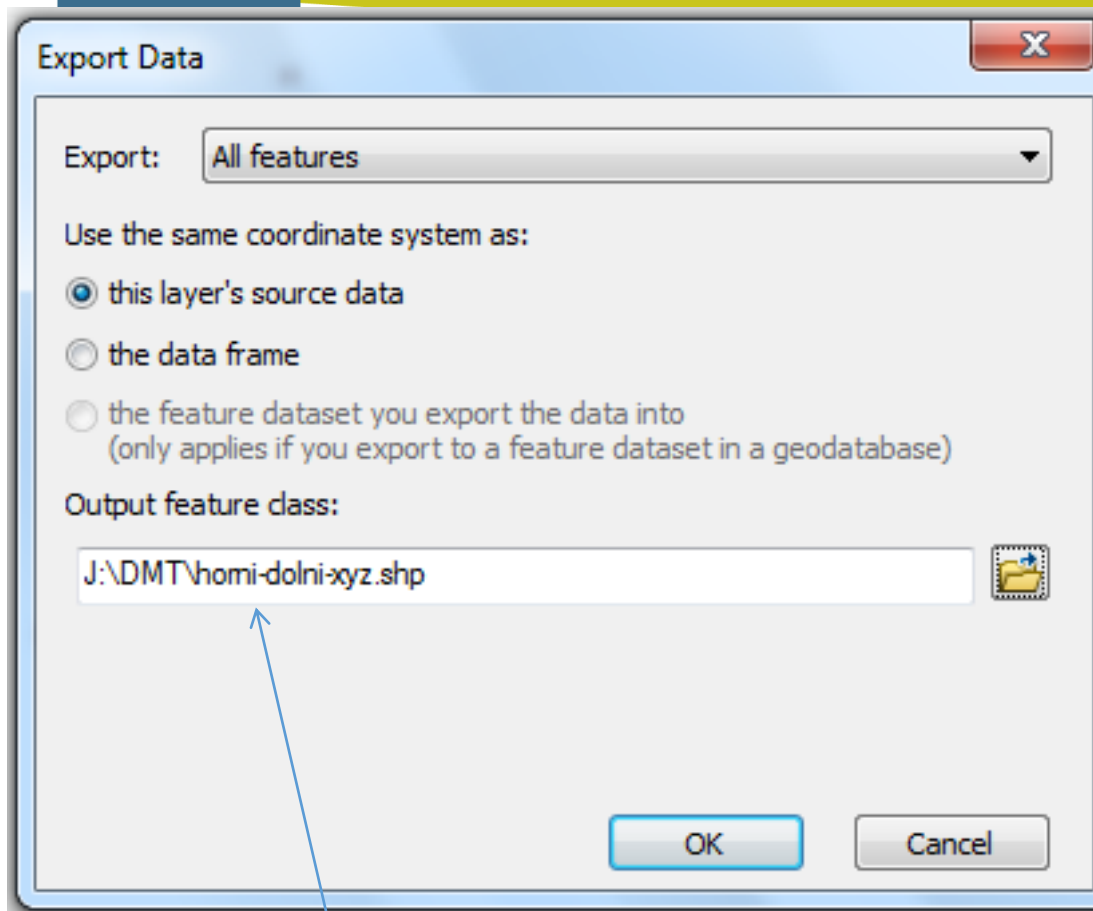 Export Data
Export: All features
Use the same coordinate system as:
this layer's source data
the data frame
the feature dataset you export the data into
(only applies if you export to a feature dataset in a geodatabase)
Output feature class:
J:\DMT\horni-dolni-xyz.shp
OK Cancel